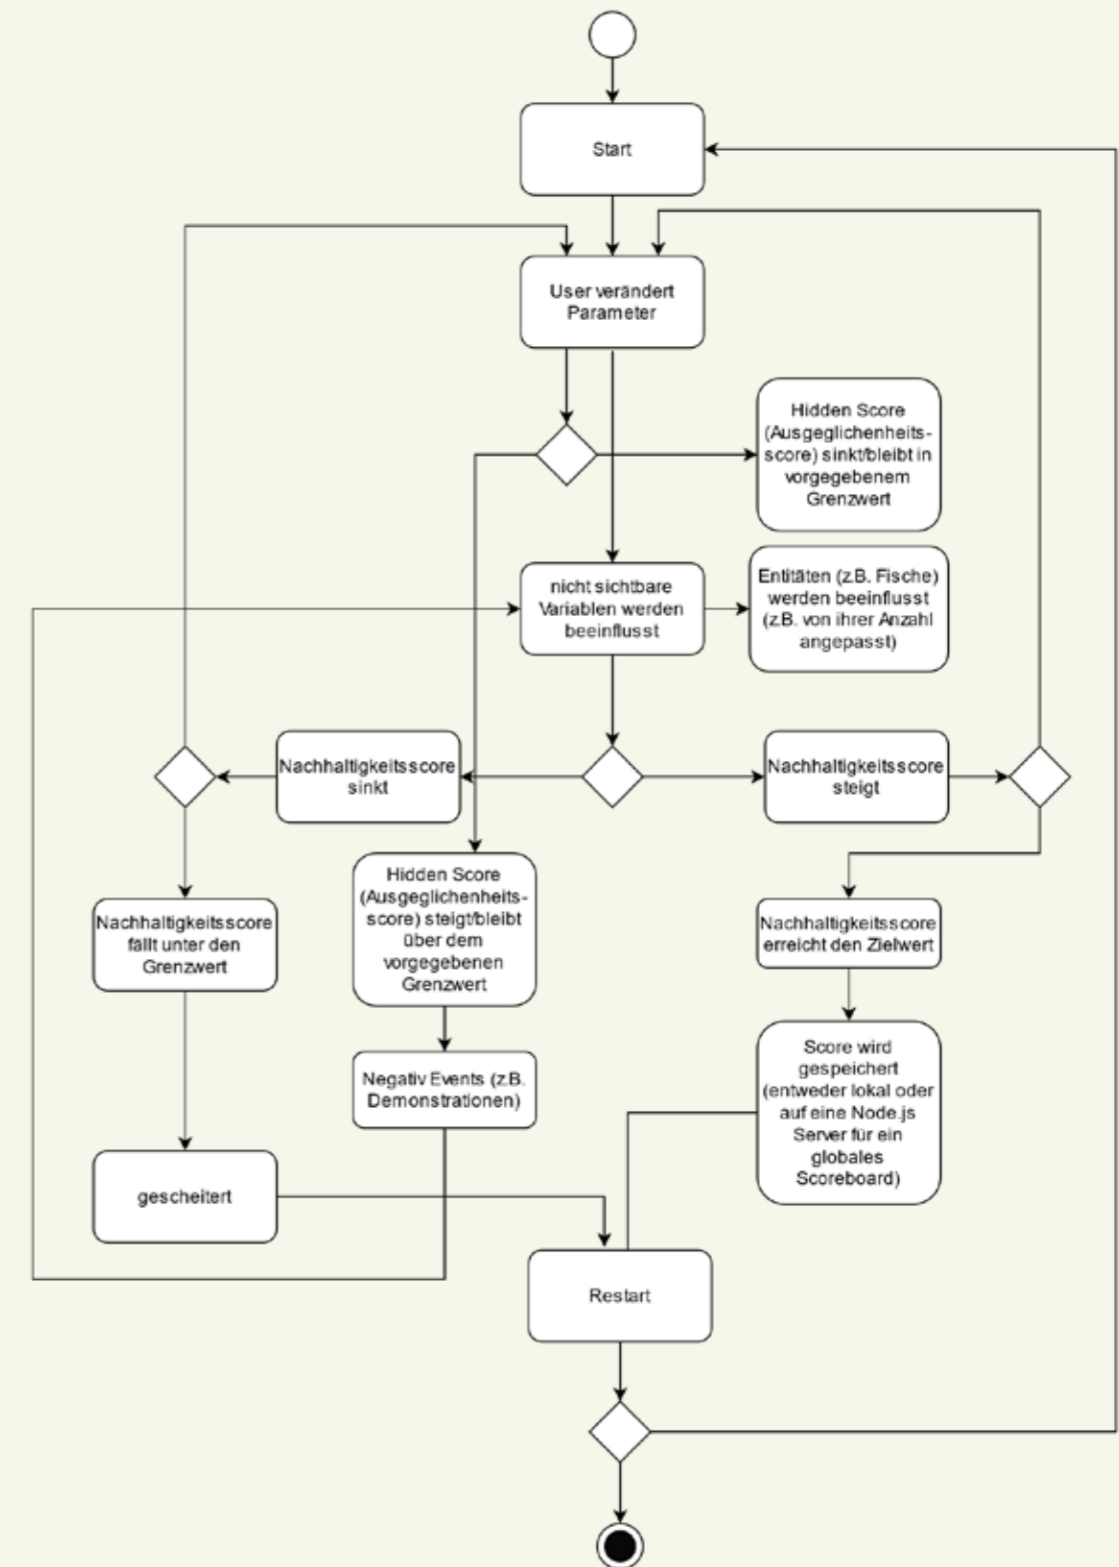 Start
User verändert
Parameter
Hidden Score
(Ausgeglichenheits-
score) sinkt/bleibt in
vorgegebenem
Grenzwert
nicht sichtbare
Variablen werden
beeinflusst
Entitäten (z.B. Fische)
werden beeinflusst
(z.B. von ihrer Anzahl
angepasst)
Nachhaltigkeitsscore
sinkt
Nachhaltigkeitsscore
steigt
Hidden Score
(Ausgeglichenheits-
score) steigt/bleibt
über dem
vorgegebenen
Grenzwert
Nachhaltigkeitsscore
fällt unter den
Grenzwert
Nachhaltigkeitsscore
erreicht den Zielwert
Negativ Events (z.B.
Demonstrationen)
Score wird
gespeichert
(entweder lokal oder
auf eine Node.js
Server für ein
globales
Scoreboard)
gescheitert
Restart